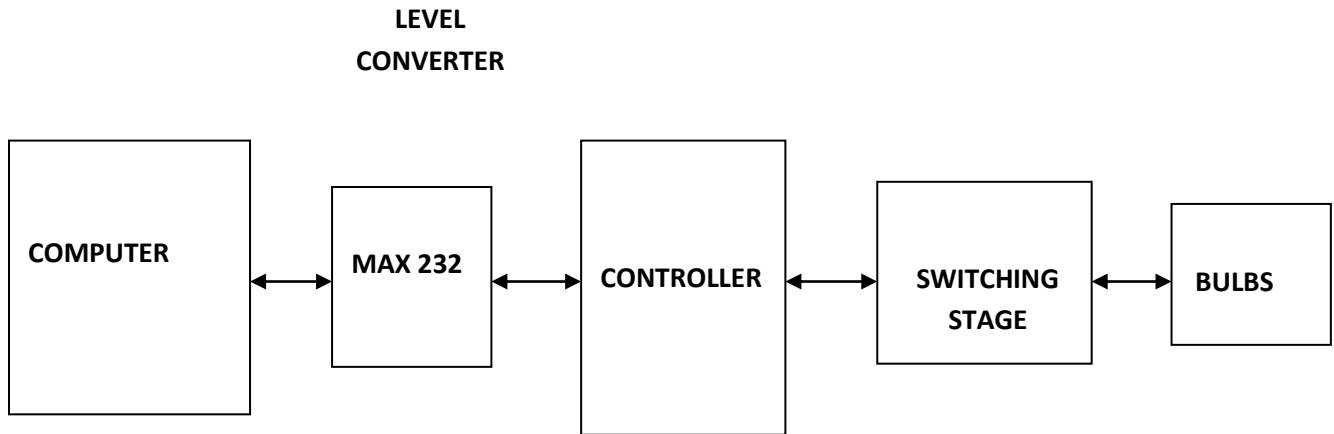 LEVEL
CONVERTER
COMPUTER
MAX 232
CONTROLLER
SWITCHING
STAGE
BULBS